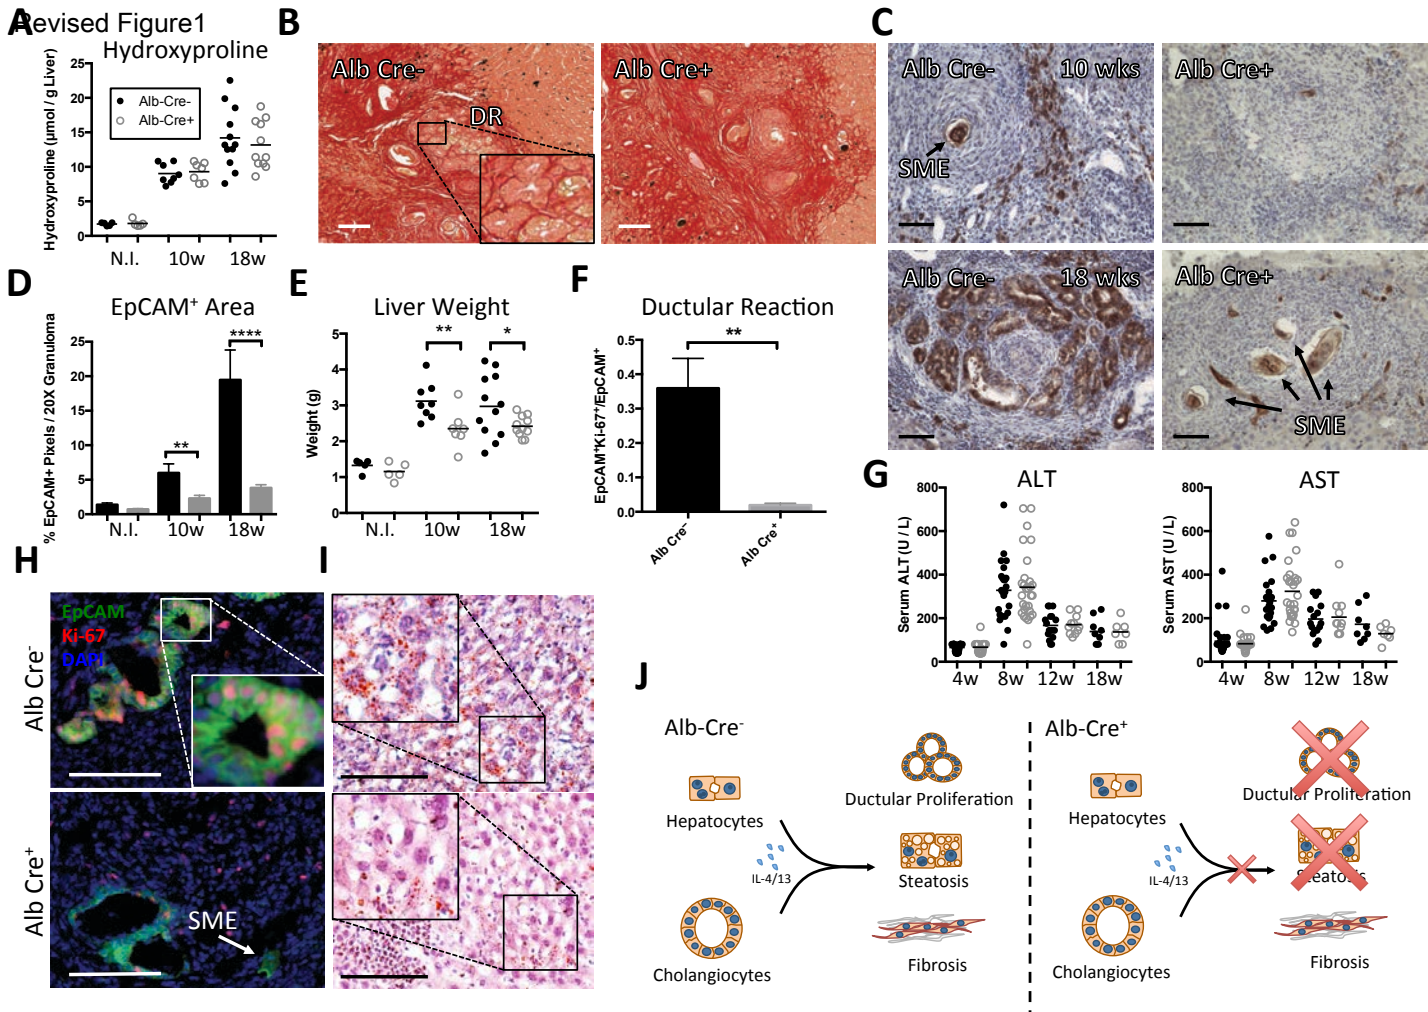 Revised Figure1
A
Hydroxyproline
Hydroxyproline (µmol / g Liver)
25
20
15
10
5
0
Alb-Cre-
Alb-Cre+
N.I. 10w 18w
B
Alb Cre-
DR
Alb Cre+
C
Alb Cre- 10 wks
SME
Alb Cre+
Alb Cre- 18 wks
Alb Cre+
SME
D
EpCAM⁺ Area
% EpCAM+ Pixels / 20X Granuloma
30
25
20
15
10
5
0
**
****
N.I. 10w 18w
E
Liver Weight
Weight (g)
5
4
3
2
1
0
**
*
N.I. 10w 18w
F
Ductular Reaction
EpCAM⁺Ki-67⁺/EpCAM⁺
0.5
0.4
0.3
0.2
0.1
0.0
**
Alb Cre⁻
Alb Cre⁺
G
ALT
Serum ALT (U / L)
800
600
400
200
0
4w 8w 12w 18w
AST
Serum AST (U / L)
800
600
400
200
0
4w 8w 12w 18w
H
Alb Cre⁻
EpCAM
Ki-67
DAPI
Alb Cre⁺
SME
I
J
Alb-Cre⁻
Hepatocytes
IL-4/13
Cholangiocytes
Ductular Proliferation
Steatosis
Fibrosis
Alb-Cre⁺
Hepatocytes
IL-4/13
Cholangiocytes
Ductular Proliferation
Steatosis
Fibrosis